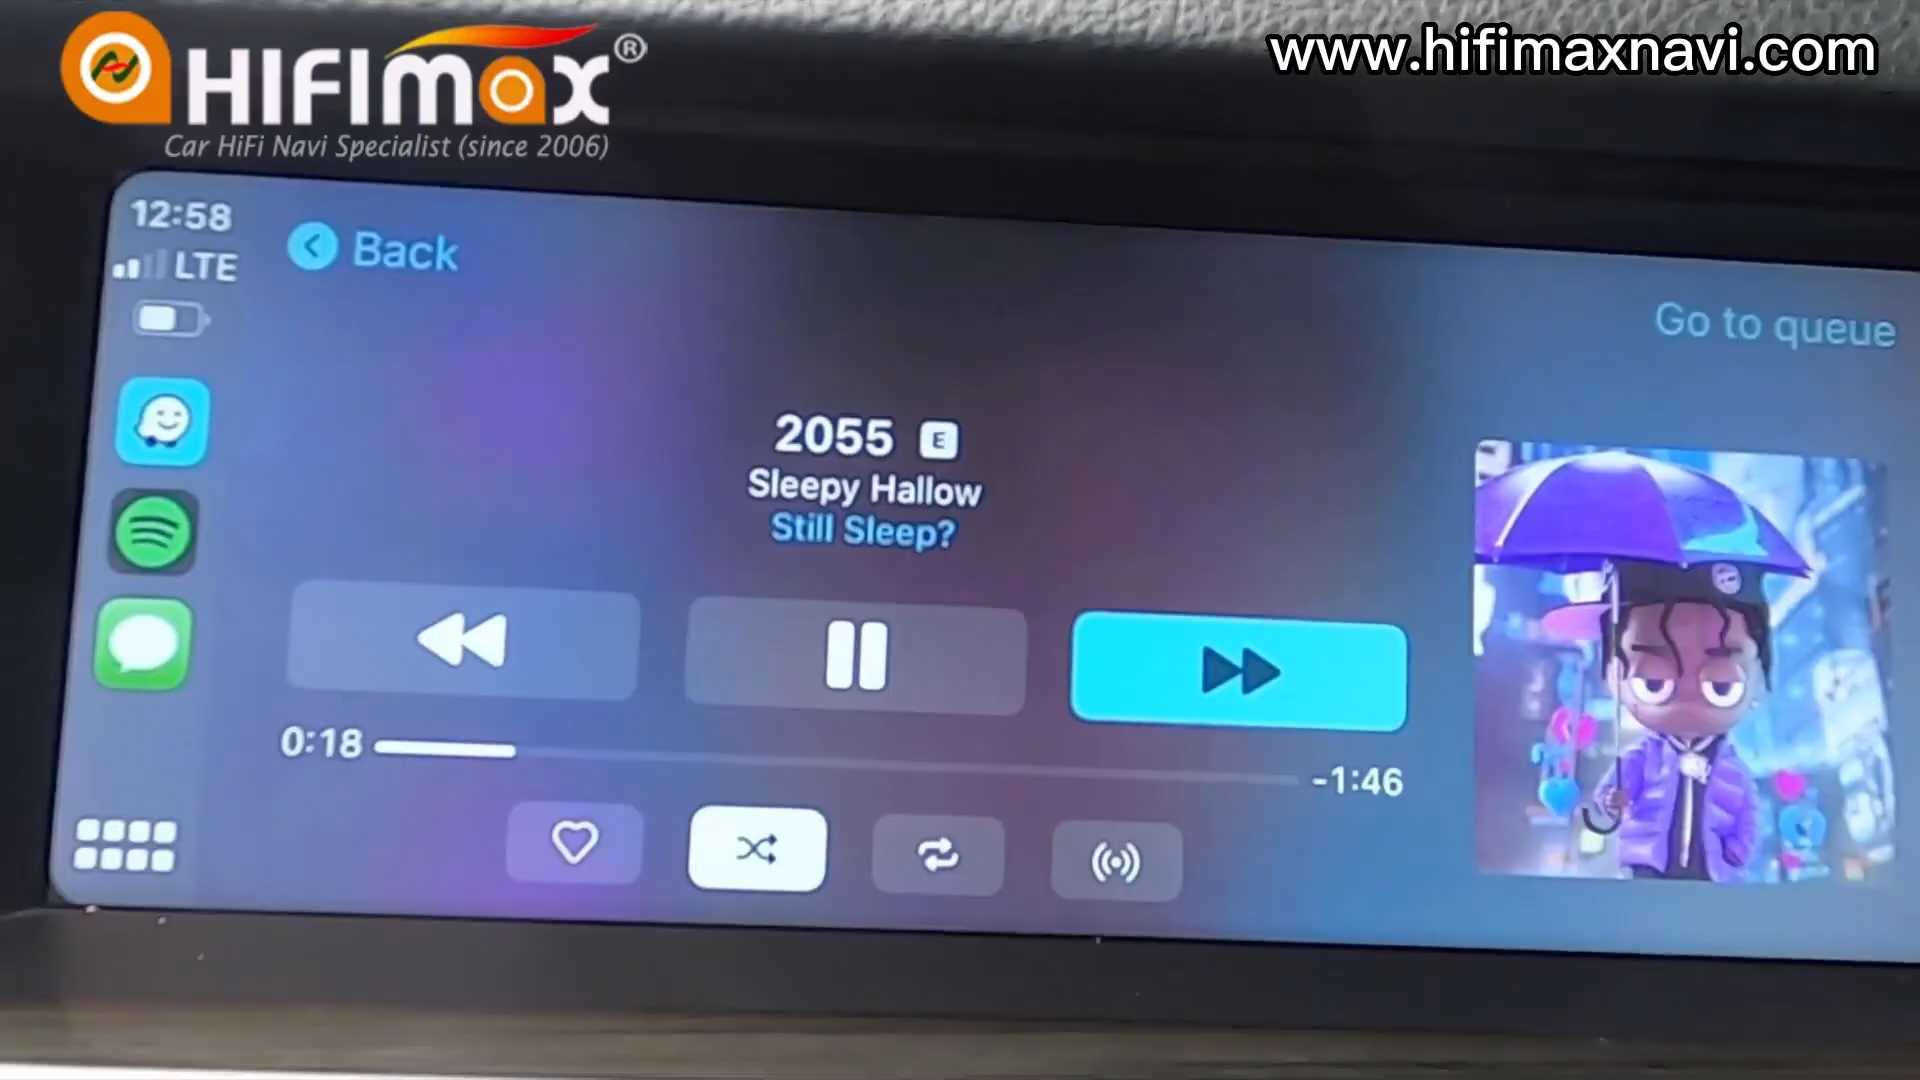 HIFIMAX®
www.hifimaxnavi.com
Car HiFi Navi Specialist (since 2006)
12:58
LTE
Back
Go to queue
2055 E
Sleepy Hallow
Still Sleep?
0:18
-1:46